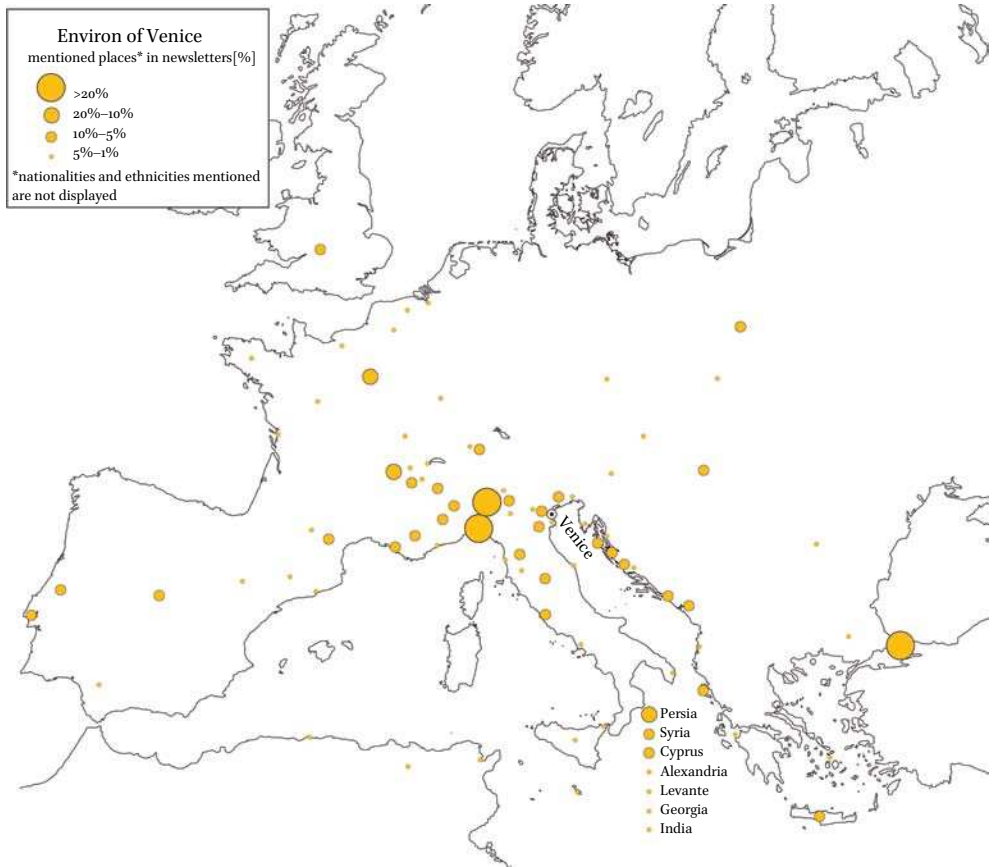 Environ of Venice
mentioned places* in newsletters[%]
>20%
20%–10%
10%–5%
5%–1%
*nationalities and ethnicities mentioned
are not displayed
Venice
Persia
Syria
Cyprus
Alexandria
Levante
Georgia
India